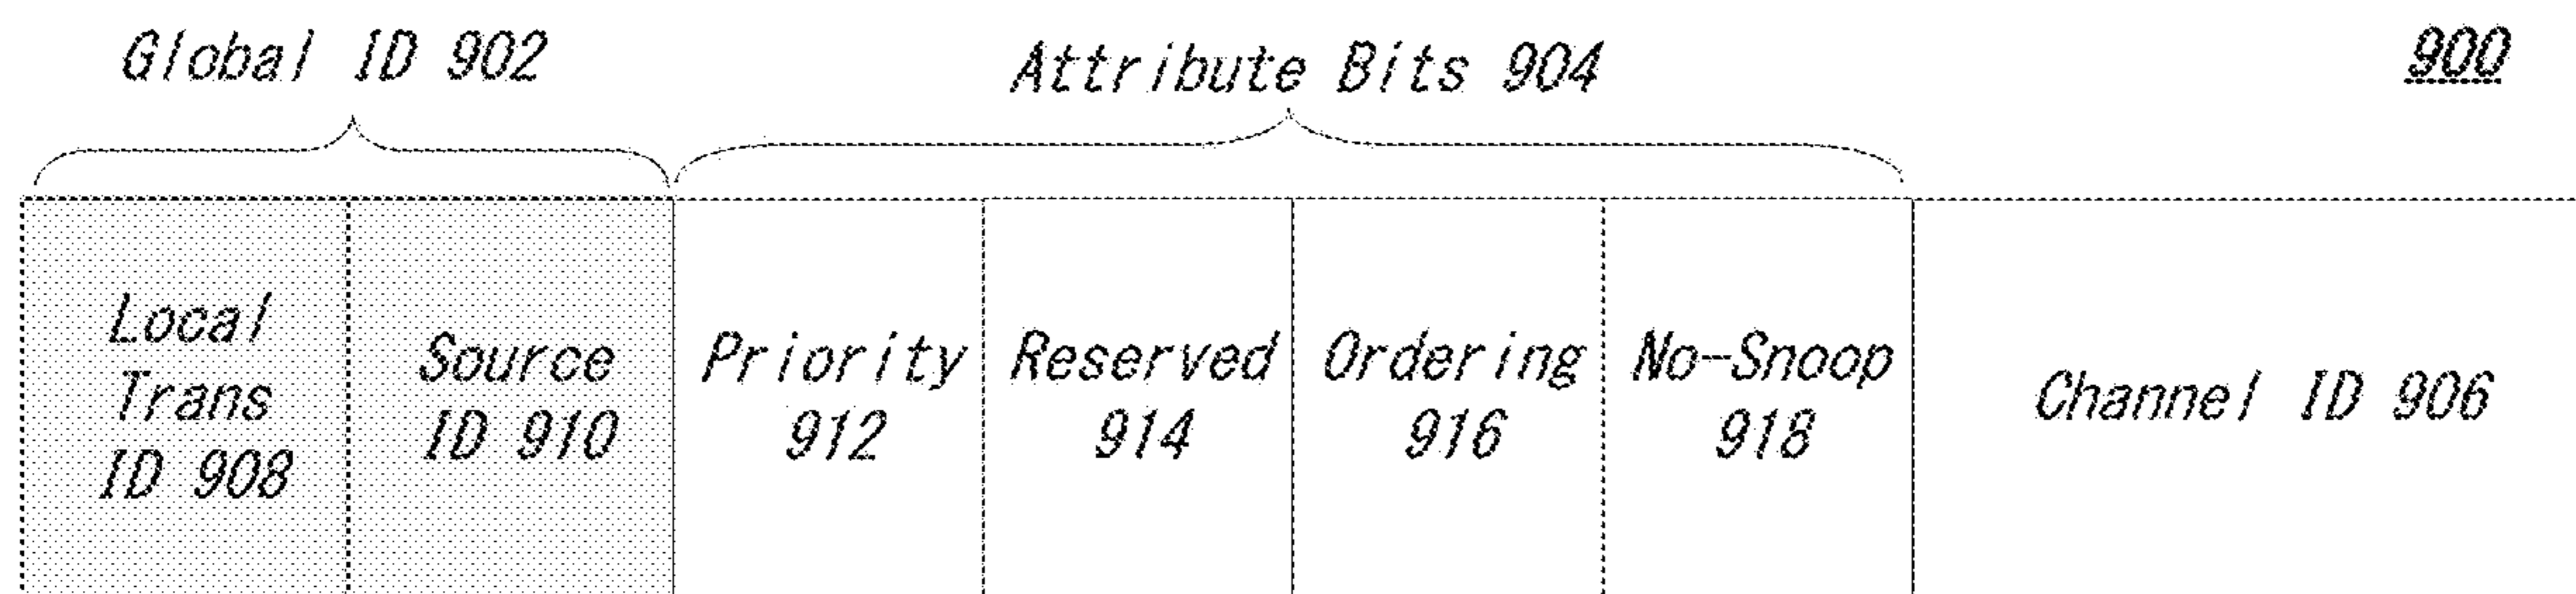 Global ID 902
Attribute Bits 904
900
Local
Trans
ID 908
Source
ID 910
Priority
912
Reserved
914
Ordering
916
No-Snoop
918
Channel ID 906